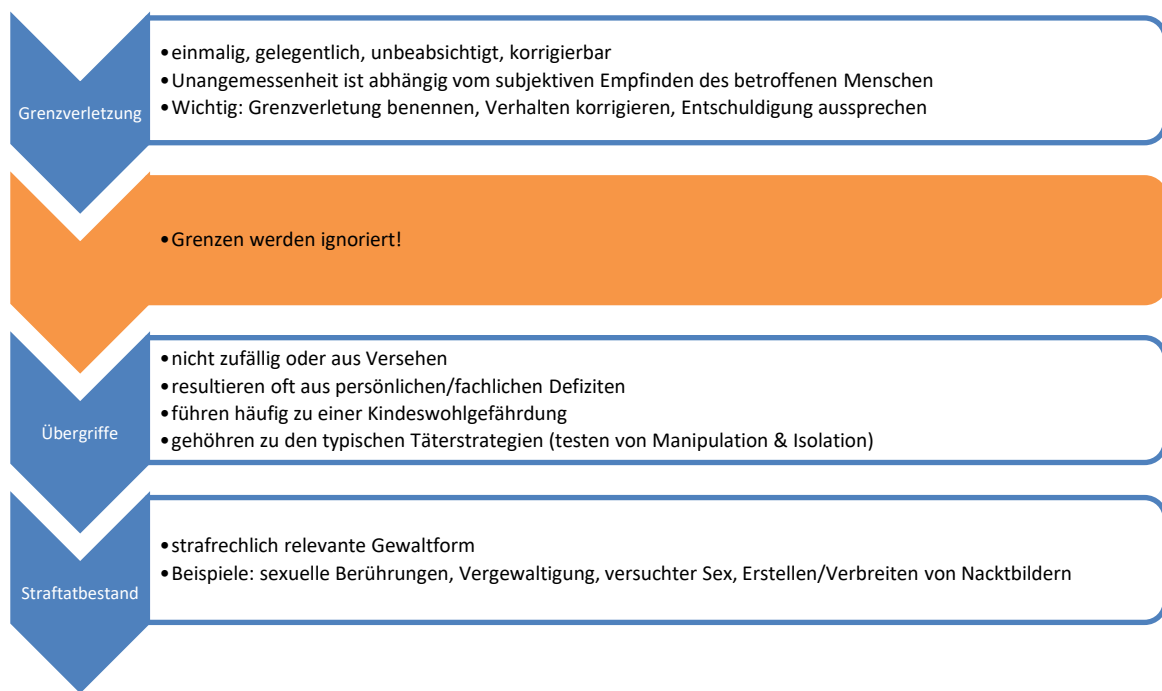 Grenzverletzung
•einmalig, gelegentlich, unbeabsichtigt, korrigierbar
•Unangemessenheit ist abhängig vom subjektiven Empfinden des betroffenen Menschen
•Wichtig: Grenzverletung benennen, Verhalten korrigieren, Entschuldigung aussprechen
•Grenzen werden ignoriert!
Übergriffe
•nicht zufällig oder aus Versehen
•resultieren oft aus persönlichen/fachlichen Defiziten
•führen häufig zu einer Kindeswohlgefährdung
•gehöhren zu den typischen Täterstrategien (testen von Manipulation & Isolation)
Straftatbestand
•strafrechlich relevante Gewaltform
•Beispiele: sexuelle Berührungen, Vergewaltigung, versuchter Sex, Erstellen/Verbreiten von Nacktbildern